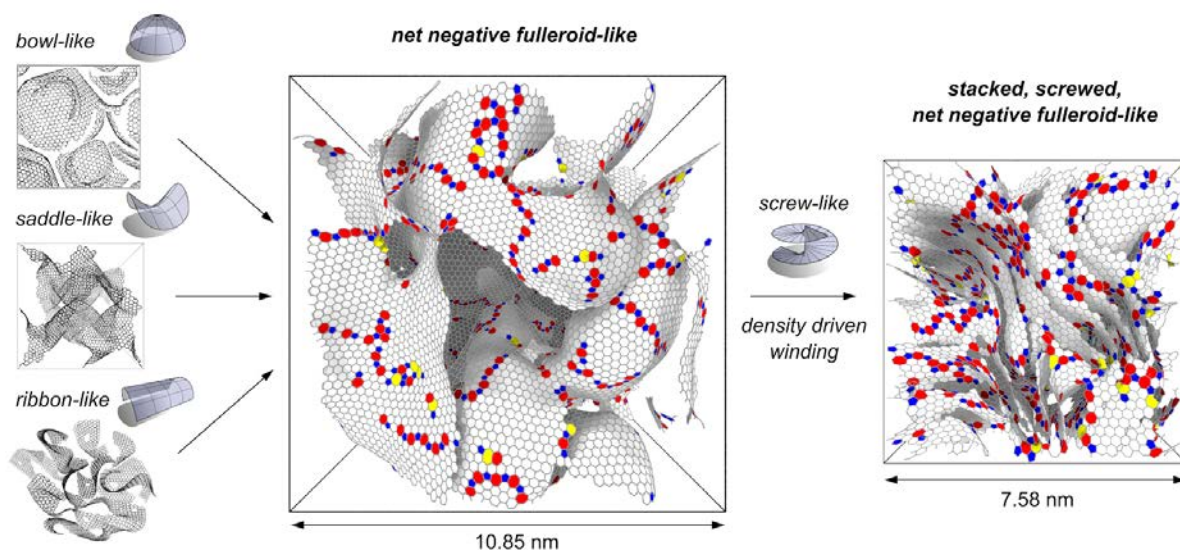 bowl-like
saddle-like
ribbon-like
net negative fulleroid-like
10.85 nm
screw-like
density driven
winding
stacked, screwed,
net negative fulleroid-like
7.58 nm